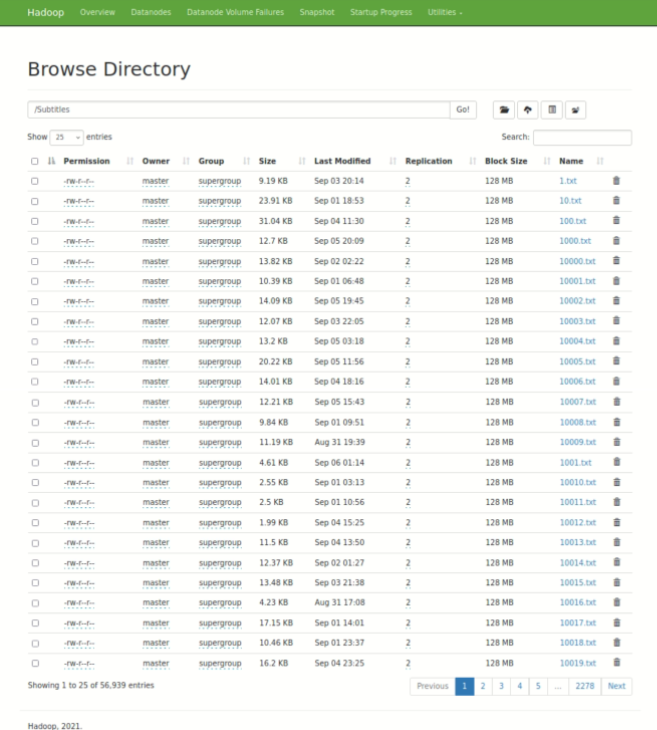 Hadoop Overview Datanodes Datanode Volume Failures Snapshot Startup Progress Utilities
Browse Directory
/Subtitles Go!
Show 25 entries Search:
Permission Owner Group Size Last Modified Replication Block Size Name
-rw-r--r-- master supergroup 9.19 KB Sep 03 20:14 2 128 MB 1.txt
-rw-r--r-- master supergroup 23.91 KB Sep 01 18:53 2 128 MB 10.txt
-rw-r--r-- master supergroup 31.04 KB Sep 04 11:30 2 128 MB 100.txt
-rw-r--r-- master supergroup 12.7 KB Sep 05 20:09 2 128 MB 1000.txt
-rw-r--r-- master supergroup 13.82 KB Sep 02 02:22 2 128 MB 10000.txt
-rw-r--r-- master supergroup 10.39 KB Sep 01 06:48 2 128 MB 10001.txt
-rw-r--r-- master supergroup 14.09 KB Sep 05 19:45 2 128 MB 10002.txt
-rw-r--r-- master supergroup 12.07 KB Sep 03 22:05 2 128 MB 10003.txt
-rw-r--r-- master supergroup 13.2 KB Sep 05 03:18 2 128 MB 10004.txt
-rw-r--r-- master supergroup 20.22 KB Sep 05 11:56 2 128 MB 10005.txt
-rw-r--r-- master supergroup 14.01 KB Sep 04 18:16 2 128 MB 10006.txt
-rw-r--r-- master supergroup 12.21 KB Sep 05 15:43 2 128 MB 10007.txt
-rw-r--r-- master supergroup 9.84 KB Sep 01 09:51 2 128 MB 10008.txt
-rw-r--r-- master supergroup 11.19 KB Aug 31 19:39 2 128 MB 10009.txt
-rw-r--r-- master supergroup 4.61 KB Sep 06 01:14 2 128 MB 1001.txt
-rw-r--r-- master supergroup 2.55 KB Sep 01 03:13 2 128 MB 10010.txt
-rw-r--r-- master supergroup 2.5 KB Sep 01 10:56 2 128 MB 10011.txt
-rw-r--r-- master supergroup 1.99 KB Sep 04 15:25 2 128 MB 10012.txt
-rw-r--r-- master supergroup 11.5 KB Sep 04 13:50 2 128 MB 10013.txt
-rw-r--r-- master supergroup 12.37 KB Sep 02 01:27 2 128 MB 10014.txt
-rw-r--r-- master supergroup 13.48 KB Sep 03 21:38 2 128 MB 10015.txt
-rw-r--r-- master supergroup 4.23 KB Aug 31 17:08 2 128 MB 10016.txt
-rw-r--r-- master supergroup 17.15 KB Sep 01 14:01 2 128 MB 10017.txt
-rw-r--r-- master supergroup 10.46 KB Sep 01 23:37 2 128 MB 10018.txt
-rw-r--r-- master supergroup 16.2 KB Sep 04 23:25 2 128 MB 10019.txt
Showing 1 to 25 of 56,939 entries Previous 1 2 3 4 5 ... 2278 Next
Hadoop, 2021.